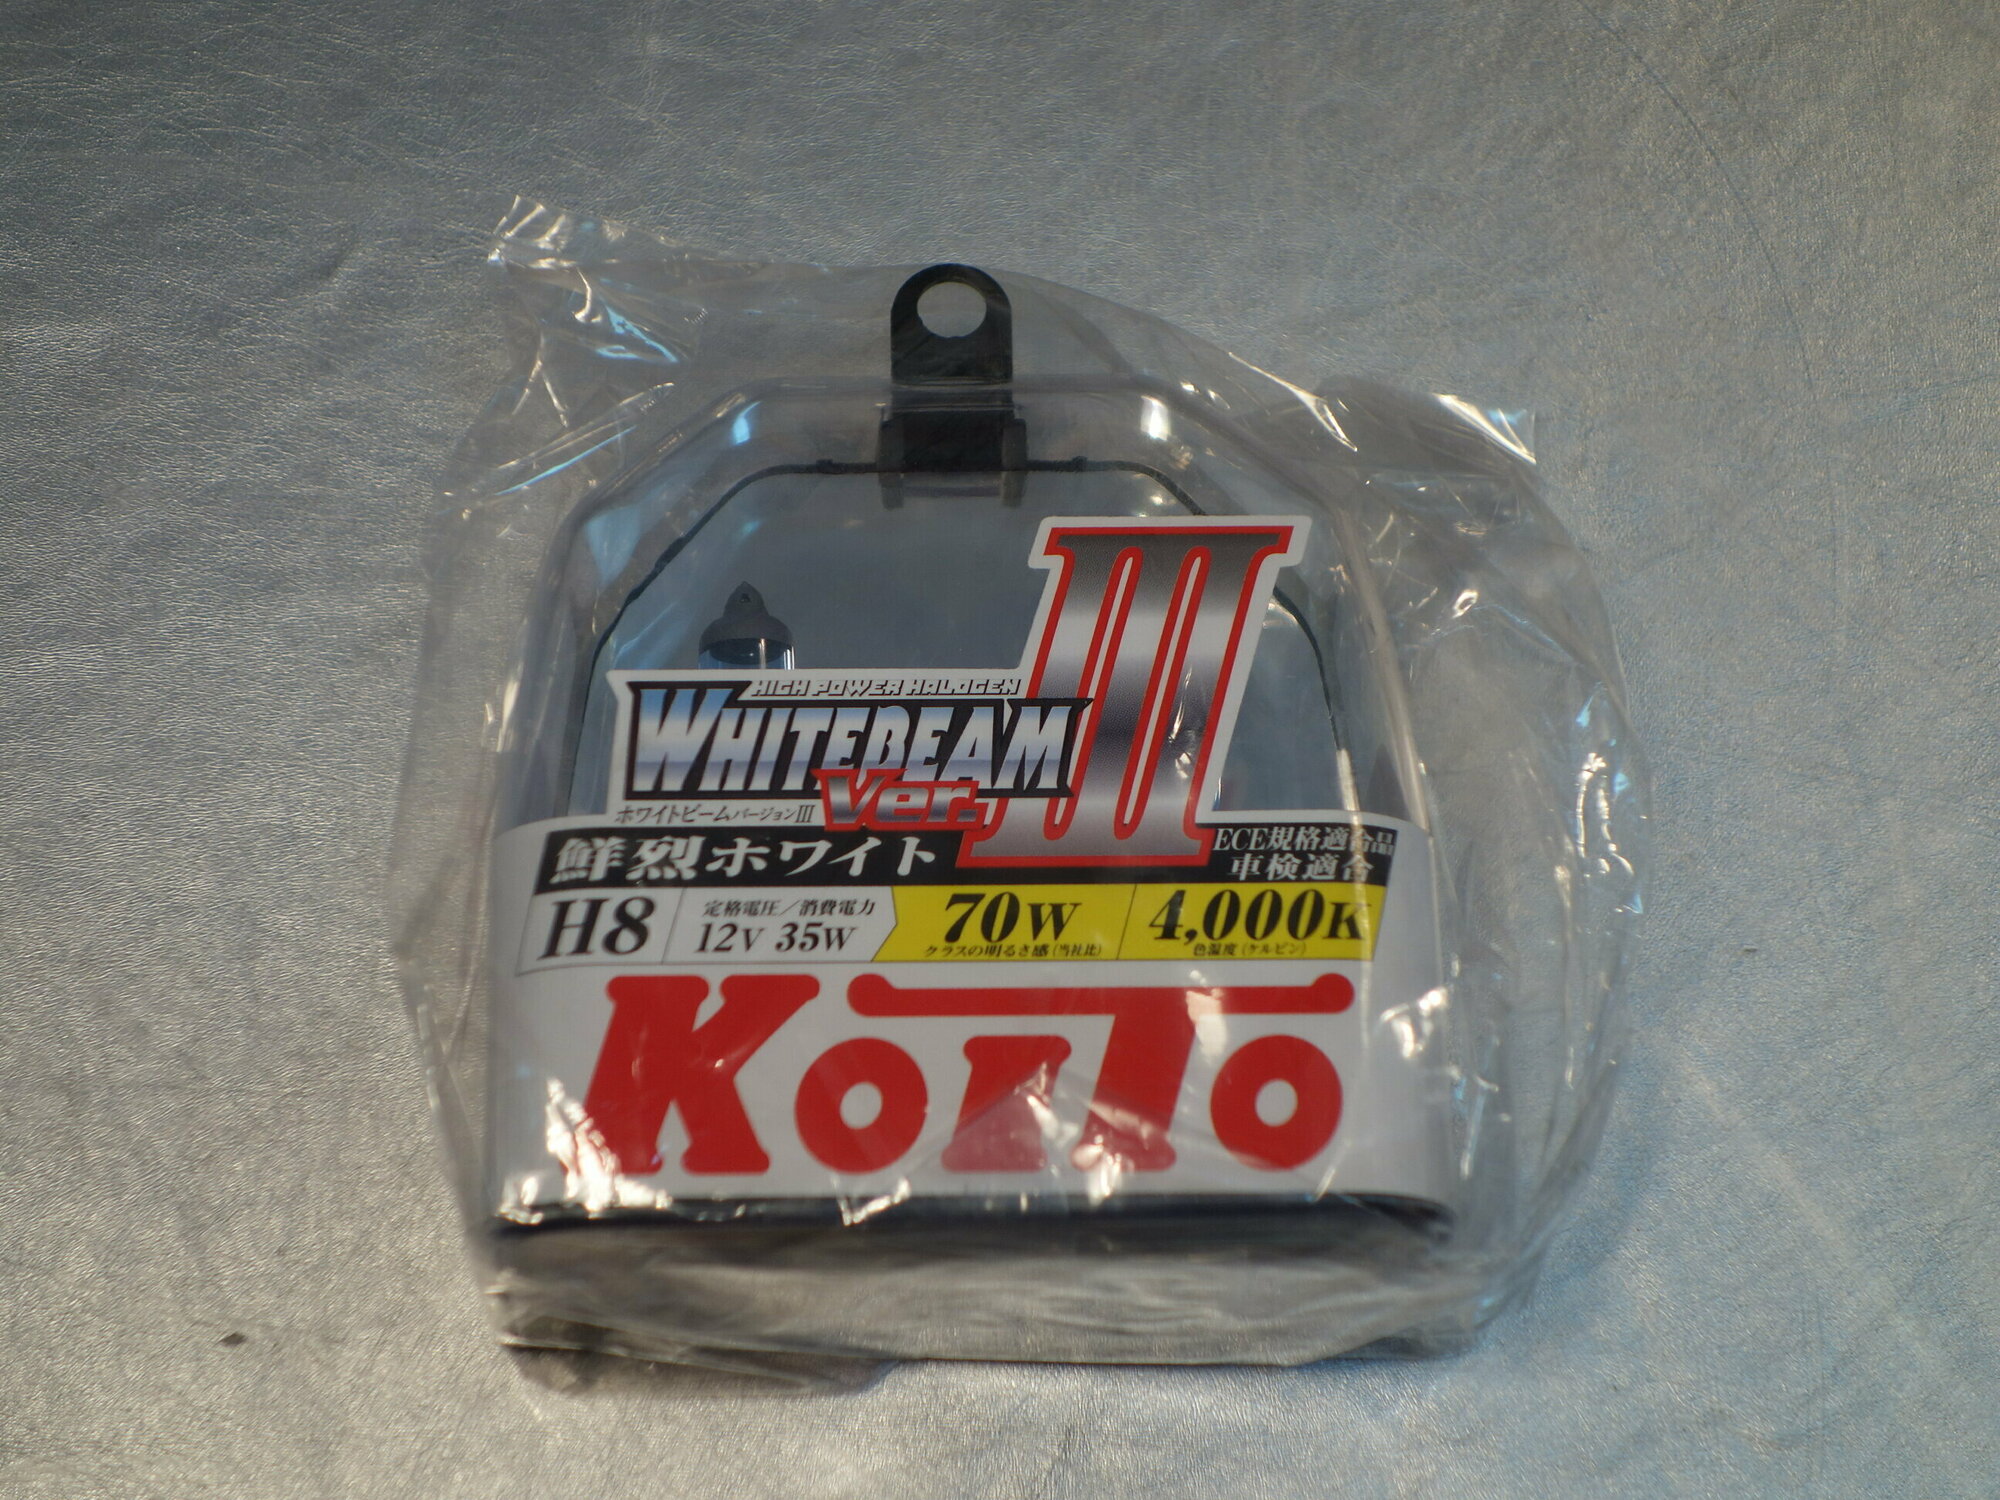 HIGH POWER HALOGEN
WHITEBEAM III
Ver.
ホワイトビームバージョンIII
鮮烈ホワイト
ECE規格適合品
車検適合
H8
定格電圧／消費電力
12V 35W
70W
クラスの明るさ感(当社比)
4,000K
色温度(ケルビン)
KOITO